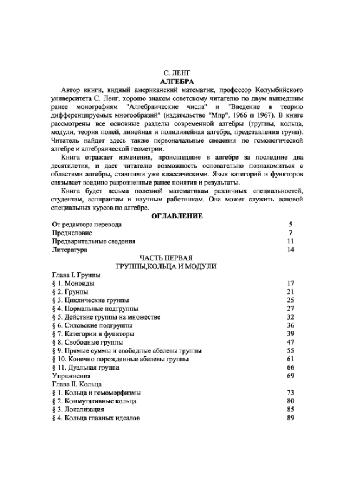 С. ЛЕНГ
АЛГЕБРА
Автор книги, видный американский математик, профессор Колумбийского
университета С. Ленг, хорошо знаком советскому читателю по двум вышедшим
ранее монографиям "Алгебраические числа" и "Введение в теорию
дифференцируемых многообразий" (издательство "Мир", 1966 и 1967). В книге
рассмотрены все основные разделы современной алгебры (группы, кольца,
модули, теория полей, линейная и полилинейная алгебра, представления групп).
Читатель найдет здесь также первоначальные сведения по гомологической
алгебре и алгебраической геометрии.
Книга отражает изменения, происшедшие в алгебре за последние два
десятилетия, и дает читателю возможность основательно познакомиться с
областями алгебры, ставшими уже классическими. Язык категорий и функторов
связывает воедино разрозненные ранее понятия и результаты.
Книга будет весьма полезной математикам различных специальностей,
студентам, аспирантам и научным работникам. Она может служить основой
специальных курсов по алгебре.
ОГЛАВЛЕНИЕ
От редактора перевода 5
Предисловие 7
Предварительные сведения 11
Литература 14
ЧАСТЬ ПЕРВАЯ
ГРУППЫ,КОЛЬЦА И МОДУЛИ
Глава I. Группы
§ 1. Моноиды 17
§ 2. Группы 21
§ 3. Циклические группы 25
§ 4. Нормальные подгруппы 27
§ 5. Действие группы на множестве 32
§ 6. Силовские подгруппы 36
§ 7. Категории и функторы 39
§ 8. Свободные группы 47
§ 9. Прямые суммы и свободные абелевы группы 55
§ 10. Конечно порожденные абелевы группы 61
§ 11. Дуальная группа 66
Упражнения 69
Глава II. Кольца
§ 1. Кольца и гомоморфизмы 73
§ 2. Коммутативные кольца 80
§ 3. Локализация 85
§ 4. Кольца главных идеалов 89